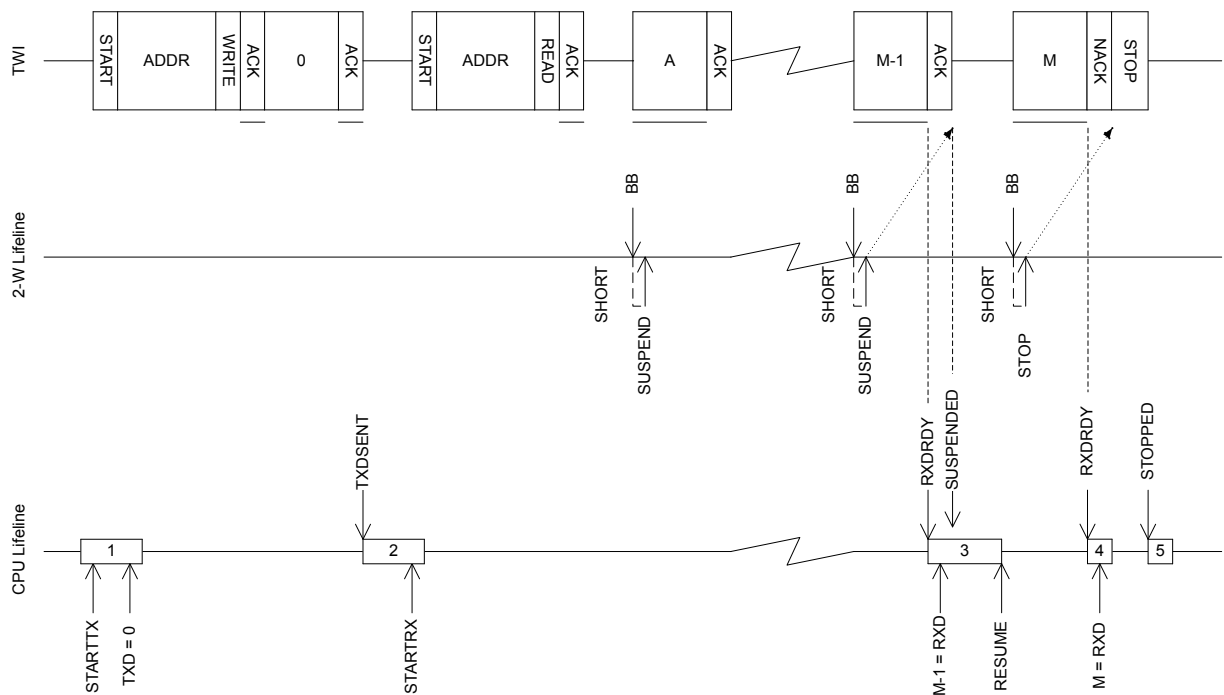 TWI
START
ADDR
WRITE
ACK
0
ACK
START
ADDR
READ
ACK
A
ACK
M-1
ACK
M
NACK
STOP
2-W Lifeline
BB
SHORT
SUSPEND
BB
SHORT
SUSPEND
BB
SHORT
STOP
CPU Lifeline
1
STARTTX
TXD = 0
TXDSENT
2
STARTRX
RXDRDY
SUSPENDED
3
M-1 = RXD
RESUME
RXDRDY
4
M = RXD
STOPPED
5